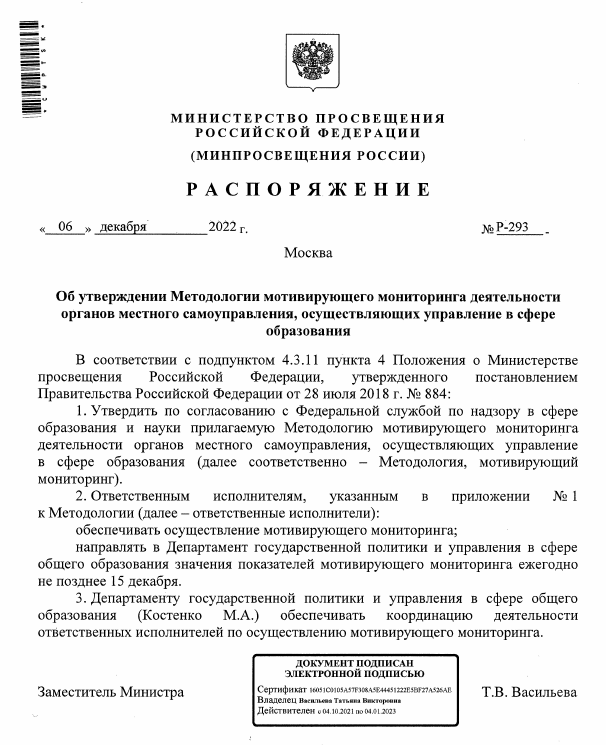 МИНИСТЕРСТВО ПРОСВЕЩЕНИЯ
РОССИЙСКОЙ ФЕДЕРАЦИИ
(МИНПРОСВЕЩЕНИЯ РОССИИ)
РАСПОРЯЖЕНИЕ
« 06 » декабря 2022 г. № Р-293
Москва
Об утверждении Методологии мотивирующего мониторинга деятельности
органов местного самоуправления, осуществляющих управление в сфере
образования
В соответствии с подпунктом 4.3.11 пункта 4 Положения о Министерстве
просвещения Российской Федерации, утвержденного постановлением
Правительства Российской Федерации от 28 июля 2018 г. № 884:
1. Утвердить по согласованию с Федеральной службой по надзору в сфере
образования и науки прилагаемую Методологию мотивирующего мониторинга
деятельности органов местного самоуправления, осуществляющих управление
в сфере образования (далее соответственно – Методология, мотивирующий
мониторинг).
2. Ответственным исполнителям, указанным в приложении № 1
к Методологии (далее – ответственные исполнители):
обеспечивать осуществление мотивирующего мониторинга;
направлять в Департамент государственной политики и управления в сфере
общего образования значения показателей мотивирующего мониторинга ежегодно
не позднее 15 декабря.
3. Департаменту государственной политики и управления в сфере общего
образования (Костенко М.А.) обеспечивать координацию деятельности
ответственных исполнителей по осуществлению мотивирующего мониторинга.
ДОКУМЕНТ ПОДПИСАН
ЭЛЕКТРОННОЙ ПОДПИСЬЮ
Сертификат 16051C0105A57F308A5E44451222E5BF27A526AE
Владелец Васильева Татьяна Викторовна
Действителен с 04.10.2021 по 04.01.2023
Заместитель Министра Т.В. Васильева